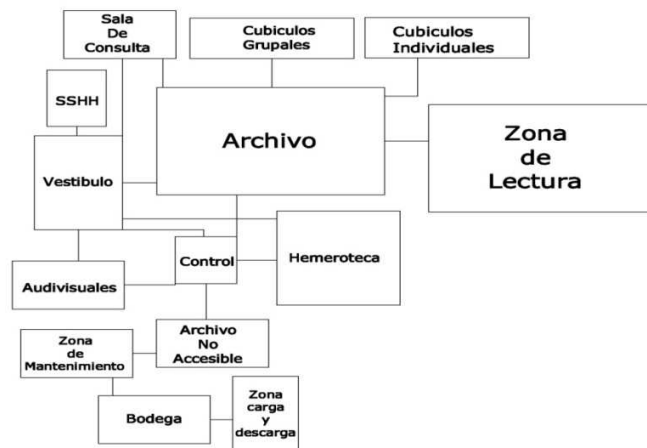 Sala
De
Consulta
Cubiculos
Grupales
Cubiculos
Individuales
SSHH
Archivo
Zona
de
Lectura
Vestibulo
Control
Hemeroteca
Audivisuales
Zona
de
Mantenimiento
Archivo
No
Accesible
Bodega
Zona
carga
y
descarga